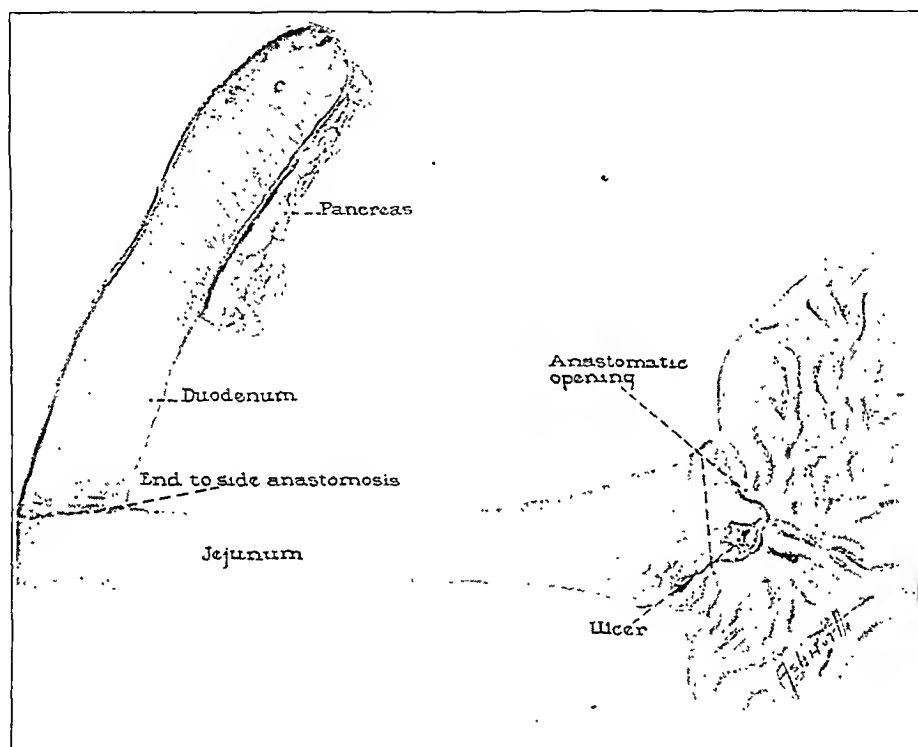 Pancreas
Anastomatic
opening
Duodenum
End to side anastomosis
Jejunum
Ulcer